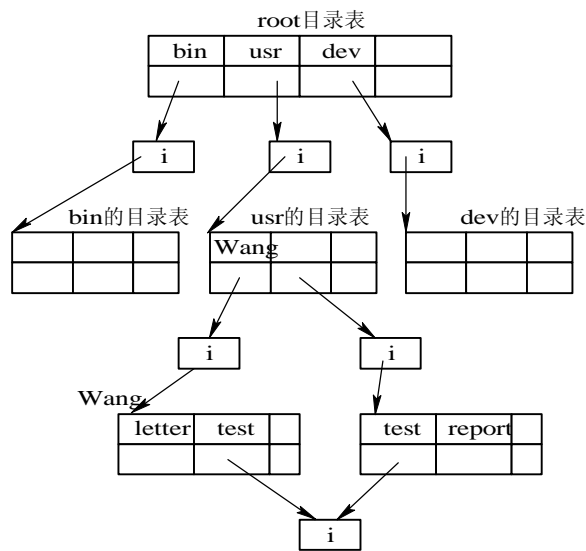 root目录表
bin usr dev
i i i
bin的目录表 usr的目录表 dev的目录表
Wang
i i
Wang
letter test test report
i